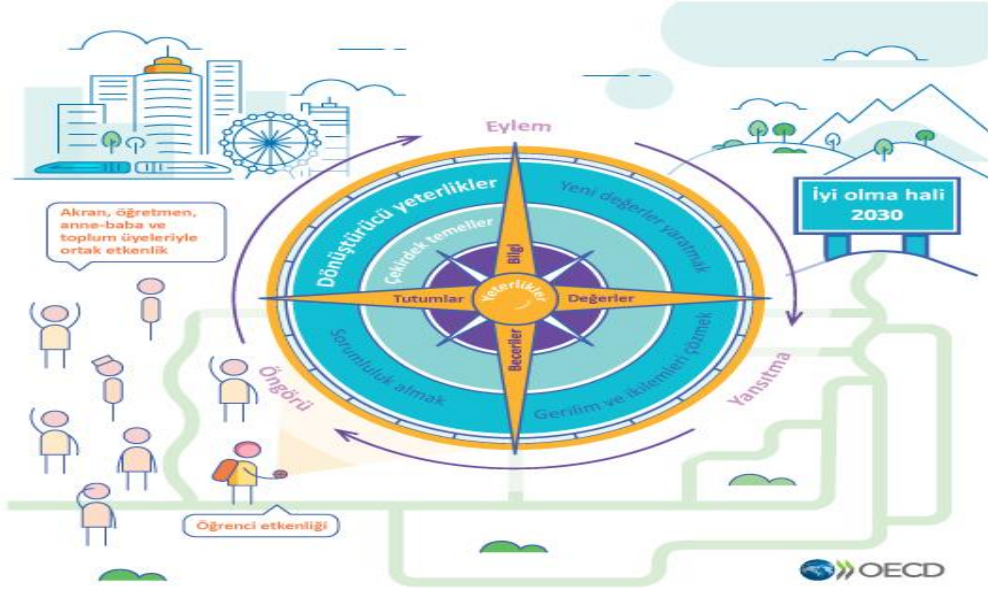 Eylem
İyi olma hali
2030
Akran, öğretmen,
anne-baba ve
toplum üyeleriyle
ortak etkenlik
Dönüştürücü yeterlikler
Yeni değerler yaratmak
Çekirdek temeller
Bilgi
Tutumlar
Yeterlikler
Değerler
Beceriler
Sorumluluk almak
Gerilim ve ikilemleri çözmek
Öngörü
Yansıtma
Öğrenci etkenliği
OECD